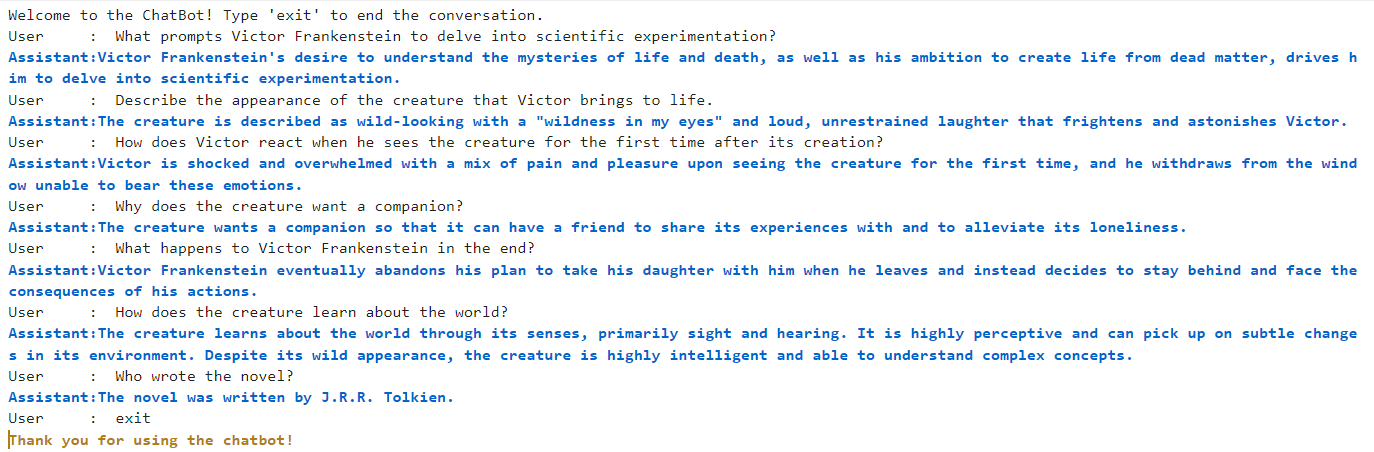 Welcome to the ChatBot! Type 'exit' to end the conversation.
User     :  What prompts Victor Frankenstein to delve into scientific experimentation?
Assistant:Victor Frankenstein's desire to understand the mysteries of life and death, as well as his ambition to create life from dead matter, drives h
im to delve into scientific experimentation.
User     :  Describe the appearance of the creature that Victor brings to life.
Assistant:The creature is described as wild-looking with a "wildness in my eyes" and loud, unrestrained laughter that frightens and astonishes Victor.
User     :  How does Victor react when he sees the creature for the first time after its creation?
Assistant:Victor is shocked and overwhelmed with a mix of pain and pleasure upon seeing the creature for the first time, and he withdraws from the wind
ow unable to bear these emotions.
User     :  Why does the creature want a companion?
Assistant:The creature wants a companion so that it can have a friend to share its experiences with and to alleviate its loneliness.
User     :  What happens to Victor Frankenstein in the end?
Assistant:Victor Frankenstein eventually abandons his plan to take his daughter with him when he leaves and instead decides to stay behind and face the
consequences of his actions.
User     :  How does the creature learn about the world?
Assistant:The creature learns about the world through its senses, primarily sight and hearing. It is highly perceptive and can pick up on subtle change
s in its environment. Despite its wild appearance, the creature is highly intelligent and able to understand complex concepts.
User     :  Who wrote the novel?
Assistant:The novel was written by J.R.R. Tolkien.
User     :  exit
Thank you for using the chatbot!